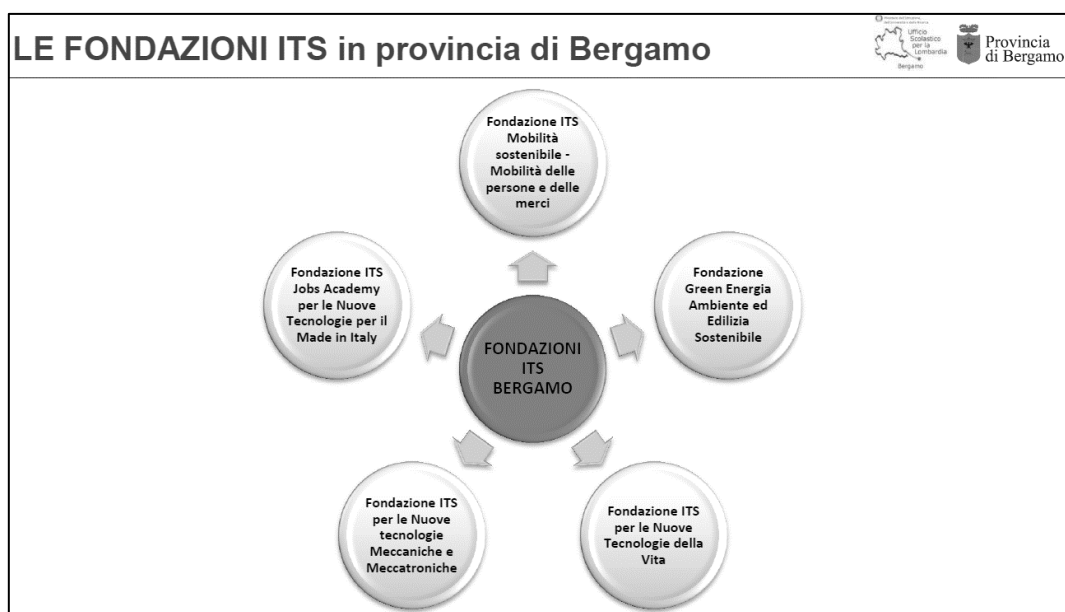 LE FONDAZIONI ITS in provincia di Bergamo
Ufficio
Scolastico
per la
Lombardia
Bergamo
Provincia
di Bergamo
Fondazione ITS
Mobilità
sostenibile -
Mobilità delle
persone e delle
merci
Fondazione ITS
Jobs Academy
per le Nuove
Tecnologie per il
Made in Italy
Fondazione
Green Energia
Ambiente ed
Edilizia
Sostenibile
FONDAZIONI
ITS
BERGAMO
Fondazione ITS
per le Nuove
tecnologie
Meccaniche e
Meccatroniche
Fondazione ITS
per le Nuove
Tecnologie della
Vita